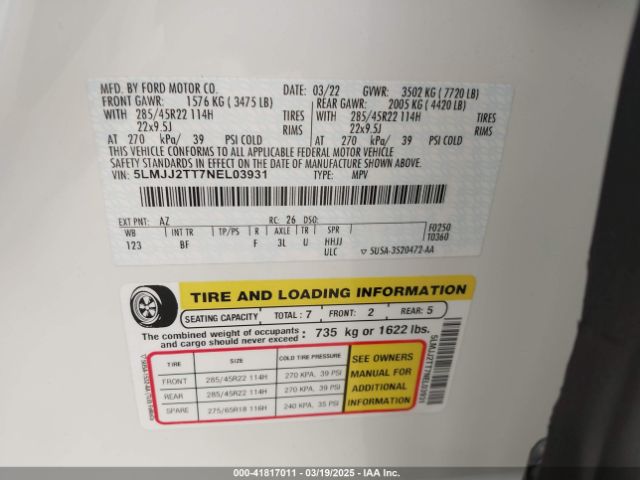 MFD. BY FORD MOTOR CO. DATE: 03/22 GVWR: 3502 KG (7720 LB)
FRONT GAWR: 1576 KG (3475 LB) REAR GAWR: 2005 KG (4420 LB)
WITH 285/45R22 114H TIRES WITH 285/45R22 114H TIRES
22x9.5J RIMS 22x9.5J RIMS
AT 270 kPa/ 39 PSI COLD AT 270 kPa/ 39 PSI COLD
THIS VEHICLE CONFORMS TO ALL APPLICABLE FEDERAL MOTOR VEHICLE
SAFETY STANDARDS IN EFFECT ON THE DATE OF MANUFACTURE SHOWN ABOVE.
VIN: 5LMJJ2TT7NEL03931 TYPE: MPV
EXT PNT: AZ RC: 26 DSO:
WB INT TR TP/PS R AXLE TR SPR F0250
123 BF F 3L U HHJJ T0360
ULC ▽ 5U5A-3520472-AA
TIRE AND LOADING INFORMATION
SEATING CAPACITY TOTAL: 7 FRONT: 2 REAR: 5
The combined weight of occupants and cargo should never exceed: 735 kg or 1622 lbs.
TIRE SIZE COLD TIRE PRESSURE
FRONT 285/45R22 114H 270 KPA, 39 PSI
REAR 285/45R22 114H 270 KPA, 39 PSI
SPARE 275/65R18 116H 240 KPA, 35 PSI
SEE OWNERS
MANUAL FOR
ADDITIONAL
INFORMATION
5LMJJ2TT7NEL03931
000-41817011 - 03/19/2025 - IAA Inc.